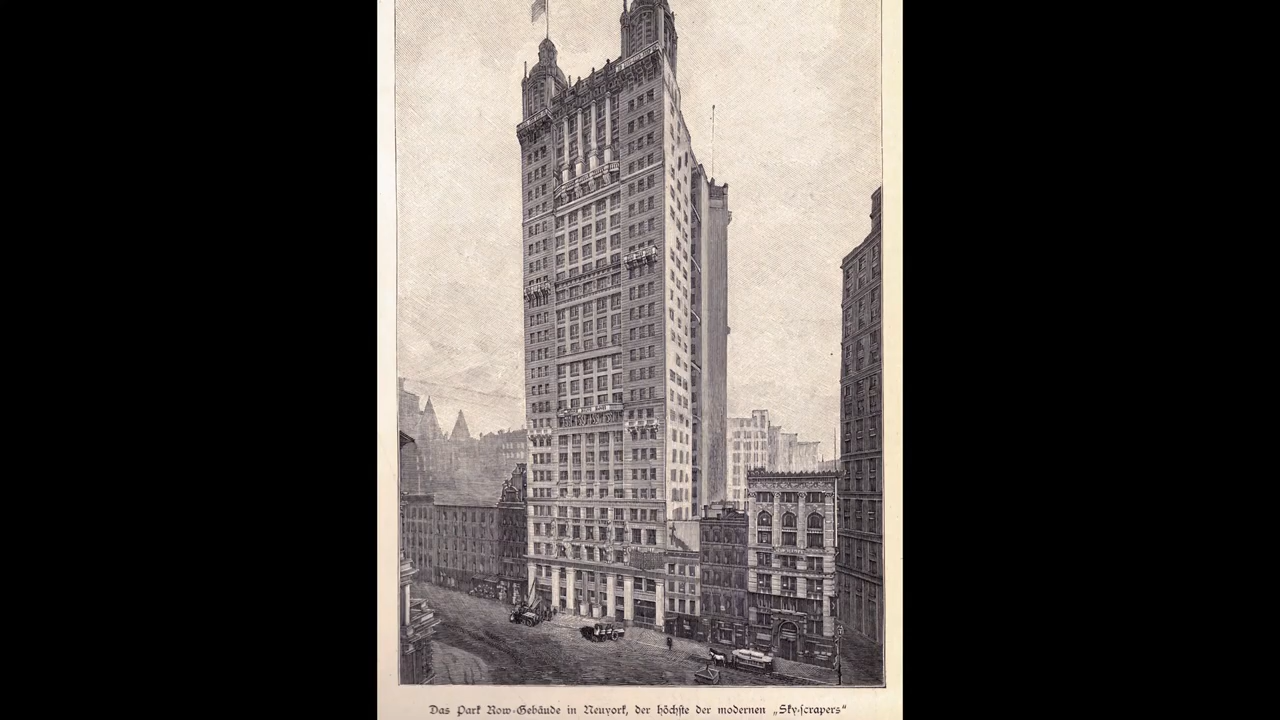 Das Park Row-Gebäude in Neuyork, der höchste der modernen „Sky-scrapers“